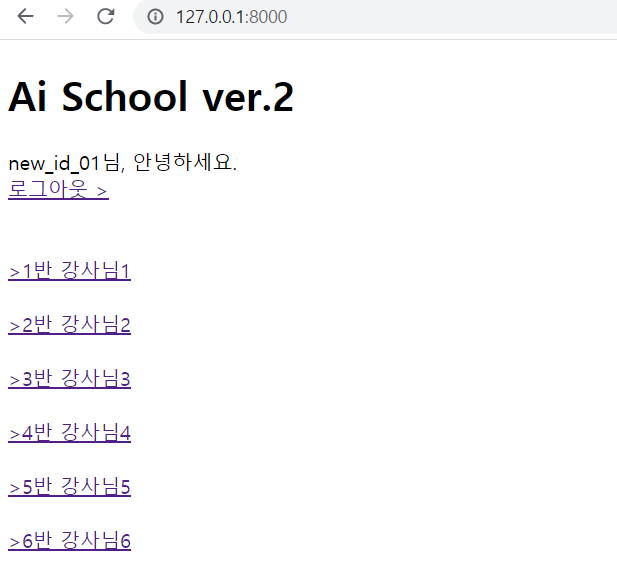 127.0.0.1:8000
Ai School ver.2
new_id_01님, 안녕하세요.
로그아웃 >
>1반 강사님1
>2반 강사님2
>3반 강사님3
>4반 강사님4
>5반 강사님5
>6반 강사님6